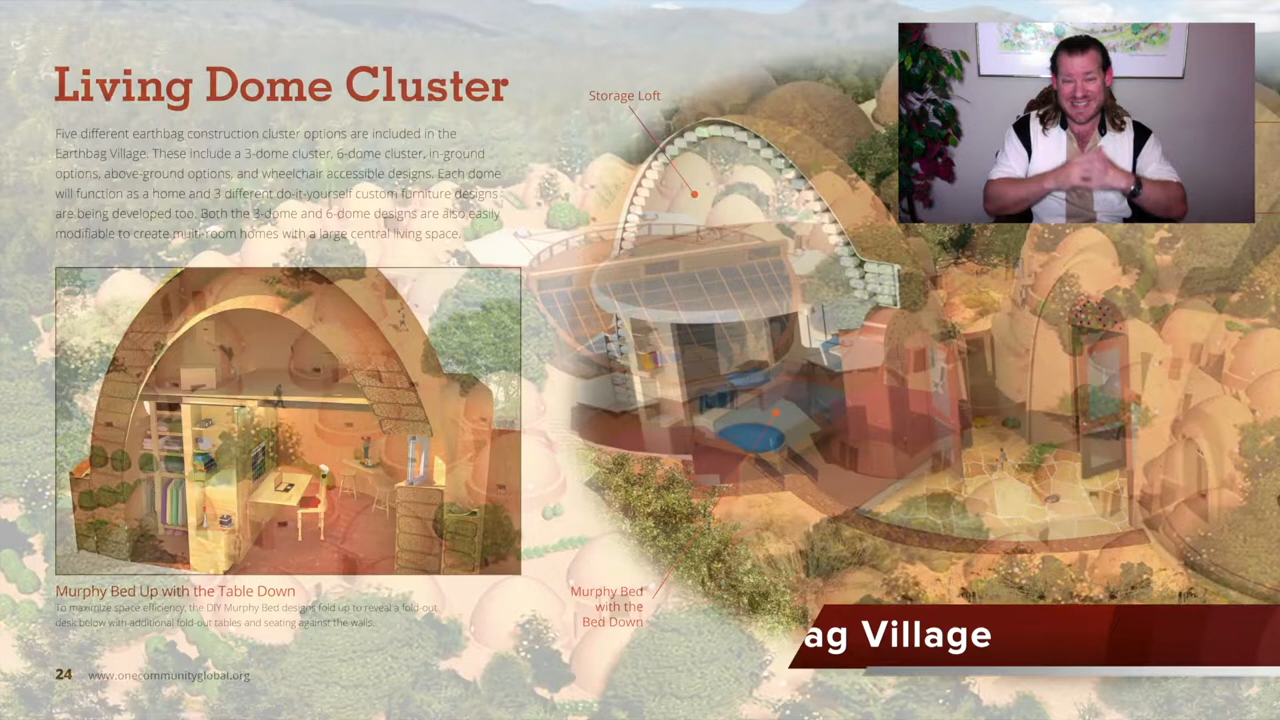 Living Dome Cluster
Five different earthbag construction cluster options are included in the
Earthbag Village. These include a 3-dome cluster, 6-dome cluster, in-ground
options, above-ground options, and wheelchair accessible designs. Each dome
will function as a home and 3 different do-it-yourself custom furniture designs
are being developed too. Both the 3-dome and 6-dome designs are also easily
modifiable to create multi-room homes with a large central living space.
Storage Loft
Murphy Bed Up with the Table Down
To maximize space efficiency, the DIY Murphy Bed designs fold up to reveal a fold-out
desk below with additional fold-out tables and seating against the walls.
Murphy Bed
with the
Bed Down
ag Village
24 www.onecommunityglobal.org